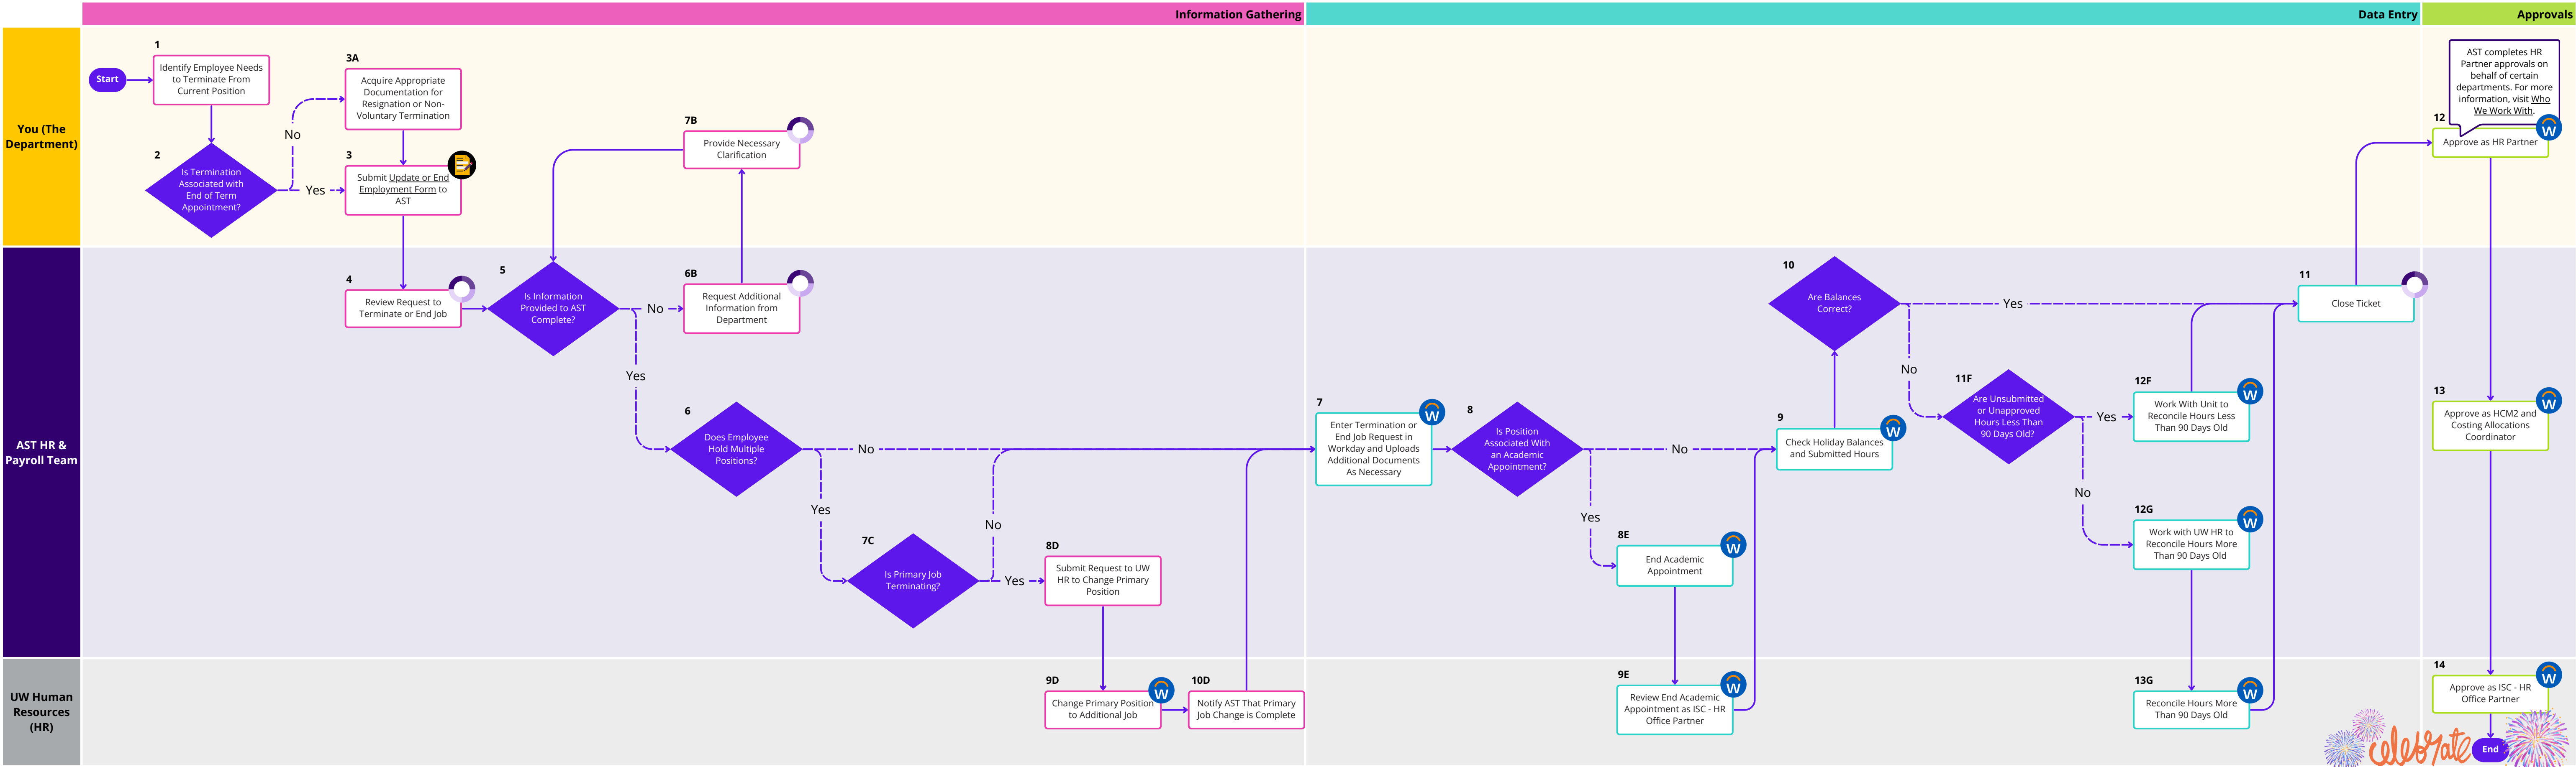 Information Gathering
Data Entry
Approvals
You (The
Department)
Start
1
Identify Employee Needs
to Terminate From
Current Position
2
Is Termination
Associated with
End of Term
Appointment?
No
Yes
3A
Acquire Appropriate
Documentation for
Resignation or Non-
Voluntary Termination
3
Submit Update or End
Employment Form to
AST
7B
Provide Necessary
Clarification
AST completes HR
Partner approvals on
behalf of certain
departments. For more
information, visit Who
We Work With.
12
W
Approve as HR Partner
AST HR &
Payroll Team
4
Review Request to
Terminate or End Job
5
Is Information
Provided to AST
Complete?
No
Yes
6B
Request Additional
Information from
Department
6
Does Employee
Hold Multiple
Positions?
No
Yes
7C
Is Primary Job
Terminating?
No
Yes
8D
Submit Request to UW
HR to Change Primary
Position
7
W
Enter Termination or
End Job Request in
Workday and Uploads
Additional Documents
As Necessary
8
Is Position
Associated With
an Academic
Appointment?
No
Yes
8E
W
End Academic
Appointment
9
W
Check Holiday Balances
and Submitted Hours
10
Are Balances
Correct?
Yes
No
11F
Are Unsubmitted
or Unapproved
Hours Less Than
90 Days Old?
Yes
No
12F
W
Work With Unit to
Reconcile Hours Less
Than 90 Days Old
12G
W
Work with UW HR to
Reconcile Hours More
Than 90 Days Old
11
Close Ticket
13
W
Approve as HCM2 and
Costing Allocations
Coordinator
UW Human
Resources
(HR)
9D
W
Change Primary Position
to Additional Job
10D
Notify AST That Primary
Job Change is Complete
9E
W
Review End Academic
Appointment as ISC - HR
Office Partner
13G
W
Reconcile Hours More
Than 90 Days Old
14
W
Approve as ISC - HR
Office Partner
celebrate
End